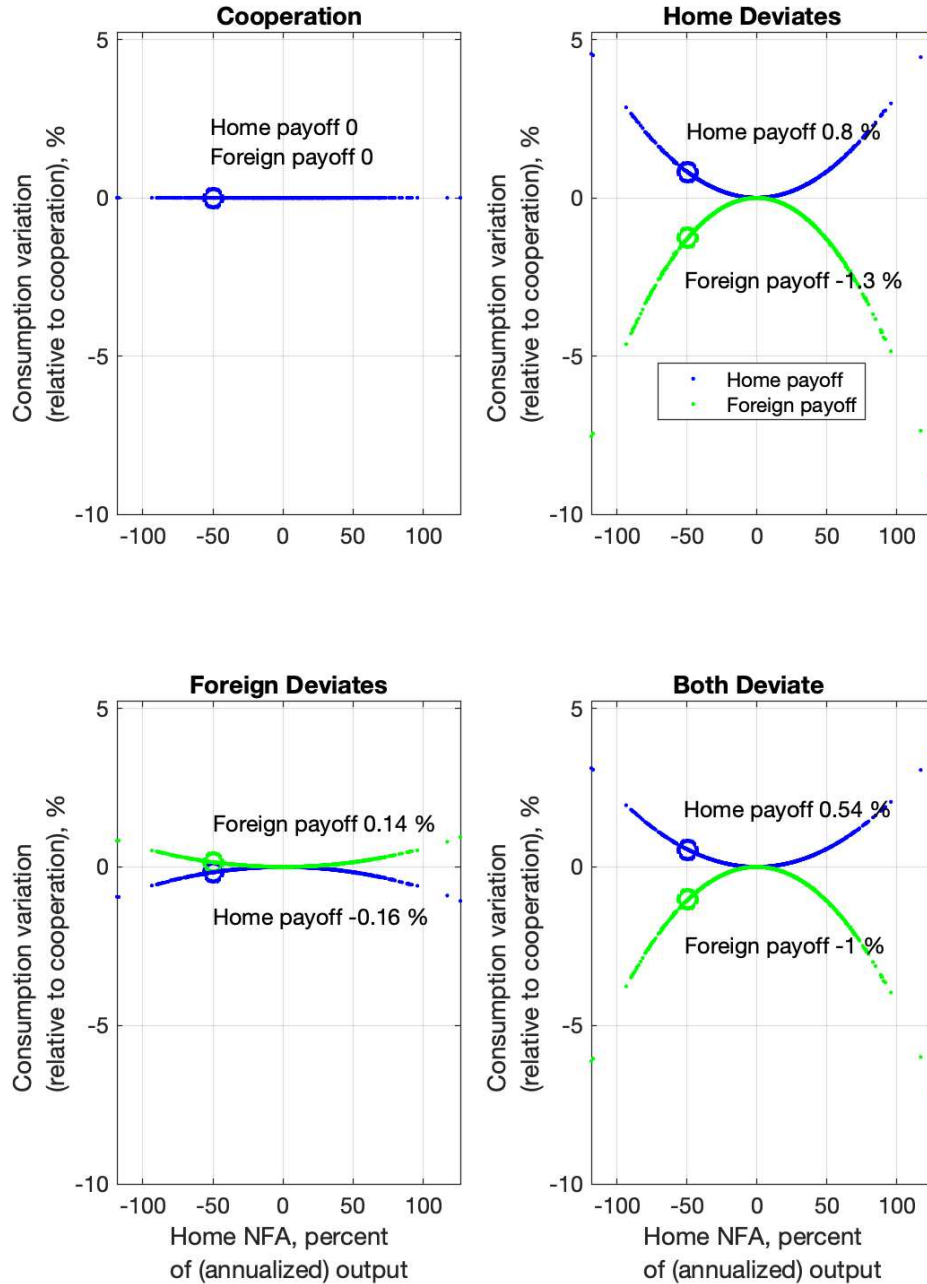 Cooperation
5
0
-5
-10
-100 -50 0 50 100
Consumption variation
(relative to cooperation), %
Home payoff 0
Foreign payoff 0
Home Deviates
5
0
-5
-10
-100 -50 0 50 100
Consumption variation
(relative to cooperation), %
Home payoff 0.8 %
Foreign payoff -1.3 %
Home payoff
Foreign payoff
Foreign Deviates
5
0
-5
-10
-100 -50 0 50 100
Consumption variation
(relative to cooperation), %
Foreign payoff 0.14 %
Home payoff -0.16 %
Home NFA, percent
of (annualized) output
Both Deviate
5
0
-5
-10
-100 -50 0 50 100
Consumption variation
(relative to cooperation), %
Home payoff 0.54 %
Foreign payoff -1 %
Home NFA, percent
of (annualized) output